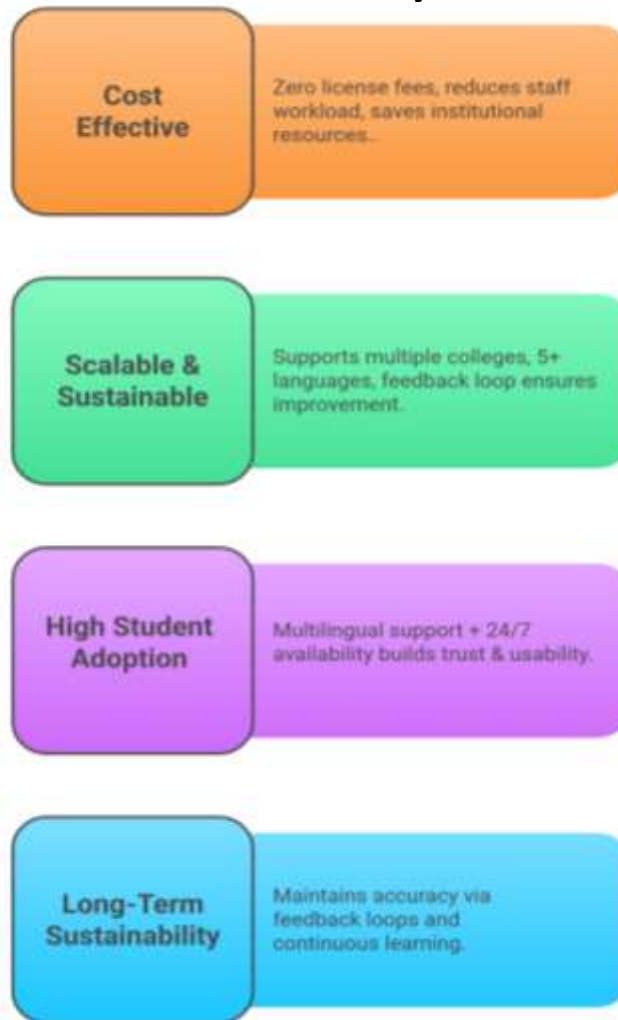 Cost
Effective
Zero license fees, reduces staff
workload, saves institutional
resources..
Scalable &
Sustainable
Supports multiple colleges, 5+
languages, feedback loop ensures
improvement.
High Student
Adoption
Multilingual support + 24/7
availability builds trust & usability.
Long-Term
Sustainability
Maintains accuracy via
feedback loops and
continuous learning.